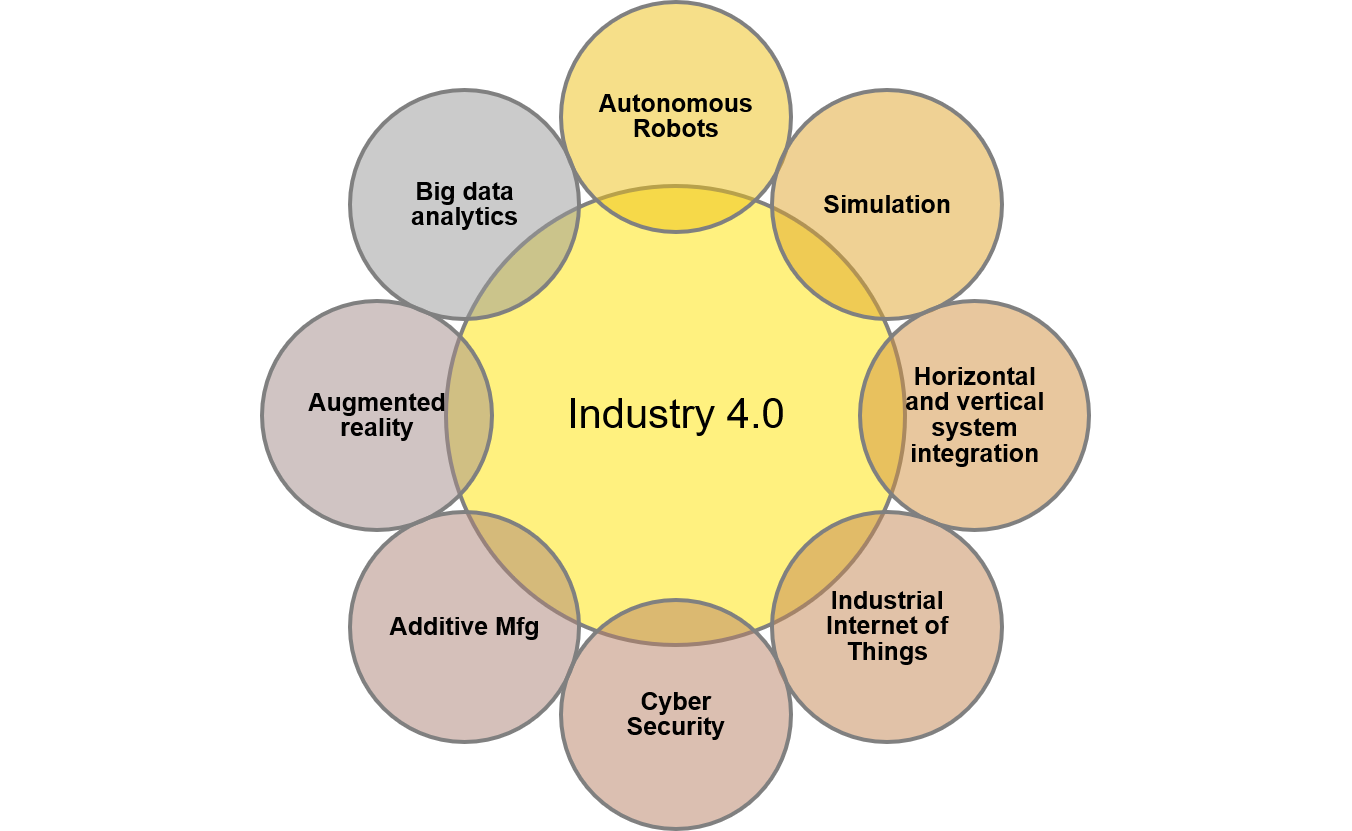 Autonomous
Robots
Simulation
Horizontal
and vertical
system
integration
Industrial
Internet of
Things
Cyber
Security
Additive Mfg
Augmented
reality
Big data
analytics
Industry 4.0